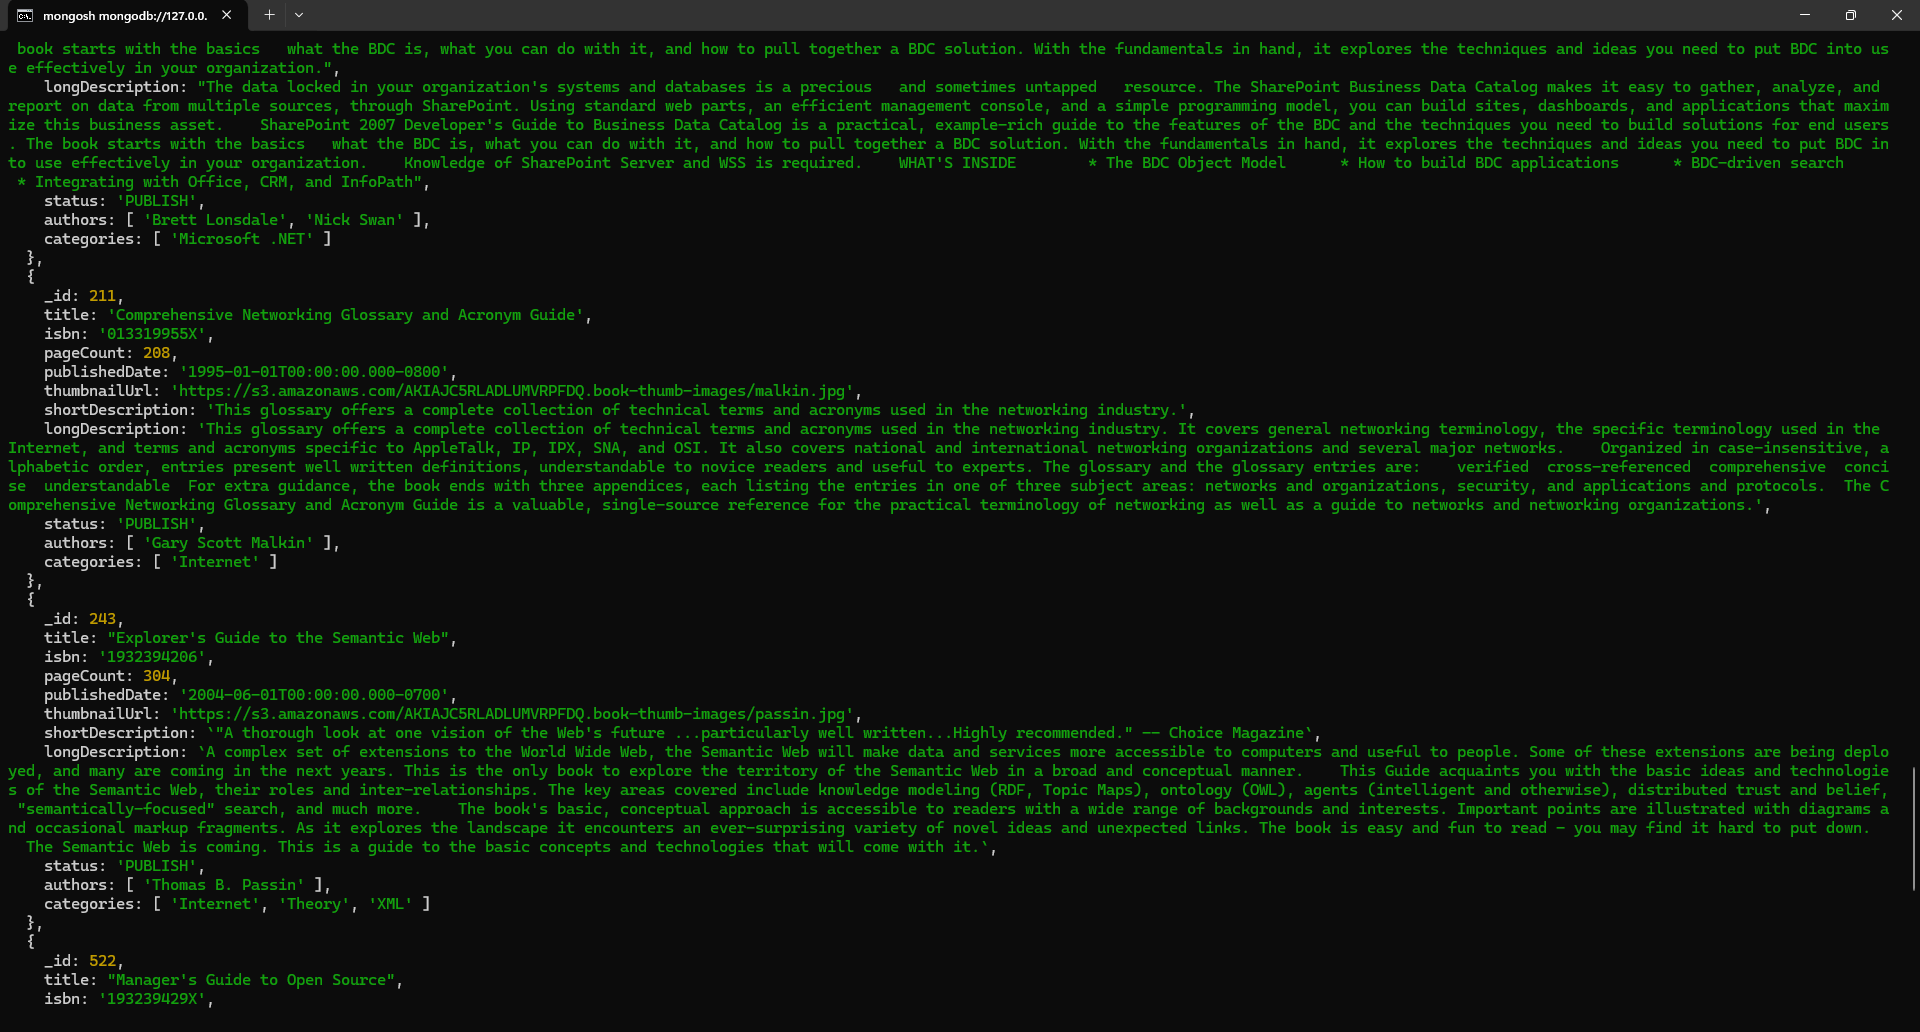 mongosh mongodb://127.0.0.
book starts with the basics   what the BDC is, what you can do with it, and how to pull together a BDC solution. With the fundamentals in hand, it explores the techniques and ideas you need to put BDC into us
e effectively in your organization.",
longDescription: "The data locked in your organization's systems and databases is a precious   and sometimes untapped   resource. The SharePoint Business Data Catalog makes it easy to gather, analyze, and
report on data from multiple sources, through SharePoint. Using standard web parts, an efficient management console, and a simple programming model, you can build sites, dashboards, and applications that maxim
ize this business asset.    SharePoint 2007 Developer's Guide to Business Data Catalog is a practical, example-rich guide to the features of the BDC and the techniques you need to build solutions for end users
. The book starts with the basics   what the BDC is, what you can do with it, and how to pull together a BDC solution. With the fundamentals in hand, it explores the techniques and ideas you need to put BDC in
to use effectively in your organization.    Knowledge of SharePoint Server and WSS is required.    WHAT'S INSIDE        * The BDC Object Model      * How to build BDC applications      * BDC-driven search
* Integrating with Office, CRM, and InfoPath",
status: 'PUBLISH',
authors: [ 'Brett Lonsdale', 'Nick Swan' ],
categories: [ 'Microsoft .NET' ]
},
{
_id: 211,
title: 'Comprehensive Networking Glossary and Acronym Guide',
isbn: '013319955X',
pageCount: 208,
publishedDate: '1995-01-01T00:00:00.000-0800',
thumbnailUrl: 'https://s3.amazonaws.com/AKIAJC5RLADLUMVRPFDQ.book-thumb-images/malkin.jpg',
shortDescription: 'This glossary offers a complete collection of technical terms and acronyms used in the networking industry.',
longDescription: 'This glossary offers a complete collection of technical terms and acronyms used in the networking industry. It covers general networking terminology, the specific terminology used in the
Internet, and terms and acronyms specific to AppleTalk, IP, IPX, SNA, and OSI. It also covers national and international networking organizations and several major networks.    Organized in case-insensitive, a
lphabetic order, entries present well written definitions, understandable to novice readers and useful to experts. The glossary and the glossary entries are:    verified  cross-referenced  comprehensive  conci
se  understandable  For extra guidance, the book ends with three appendices, each listing the entries in one of three subject areas: networks and organizations, security, and applications and protocols.  The C
omprehensive Networking Glossary and Acronym Guide is a valuable, single-source reference for the practical terminology of networking as well as a guide to networks and networking organizations.',
status: 'PUBLISH',
authors: [ 'Gary Scott Malkin' ],
categories: [ 'Internet' ]
},
{
_id: 243,
title: "Explorer's Guide to the Semantic Web",
isbn: '1932394206',
pageCount: 304,
publishedDate: '2004-06-01T00:00:00.000-0700',
thumbnailUrl: 'https://s3.amazonaws.com/AKIAJC5RLADLUMVRPFDQ.book-thumb-images/passin.jpg',
shortDescription: `"A thorough look at one vision of the Web's future ...particularly well written...Highly recommended." -- Choice Magazine`,
longDescription: `A complex set of extensions to the World Wide Web, the Semantic Web will make data and services more accessible to computers and useful to people. Some of these extensions are being deplo
yed, and many are coming in the next years. This is the only book to explore the territory of the Semantic Web in a broad and conceptual manner.    This Guide acquaints you with the basic ideas and technologie
s of the Semantic Web, their roles and inter-relationships. The key areas covered include knowledge modeling (RDF, Topic Maps), ontology (OWL), agents (intelligent and otherwise), distributed trust and belief,
"semantically-focused" search, and much more.    The book's basic, conceptual approach is accessible to readers with a wide range of backgrounds and interests. Important points are illustrated with diagrams a
nd occasional markup fragments. As it explores the landscape it encounters an ever-surprising variety of novel ideas and unexpected links. The book is easy and fun to read - you may find it hard to put down.
The Semantic Web is coming. This is a guide to the basic concepts and technologies that will come with it.`,
status: 'PUBLISH',
authors: [ 'Thomas B. Passin' ],
categories: [ 'Internet', 'Theory', 'XML' ]
},
{
_id: 522,
title: "Manager's Guide to Open Source",
isbn: '193239429X',